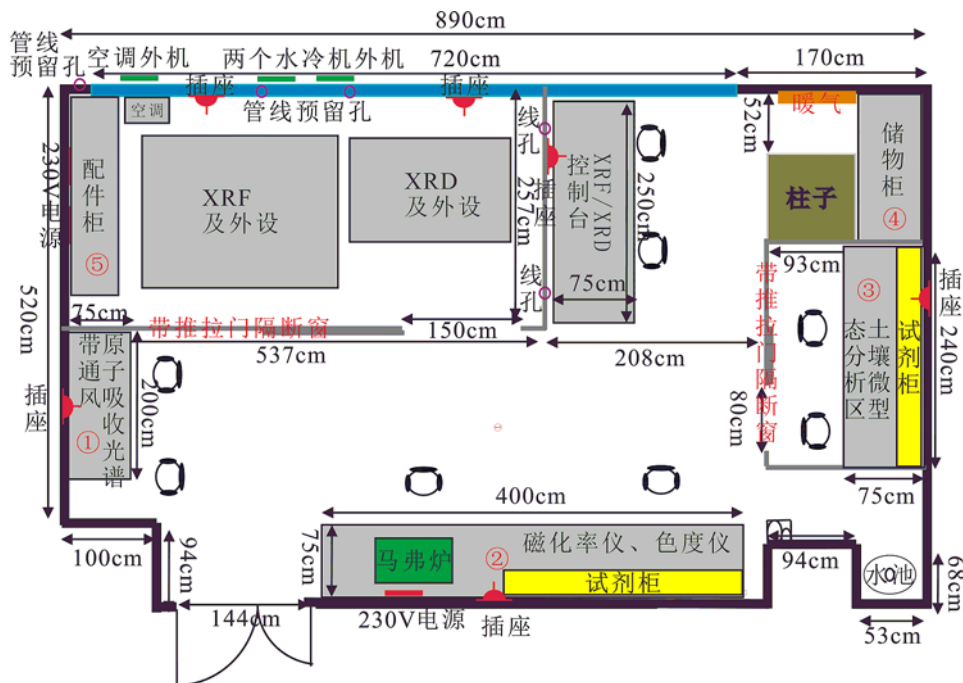 890cm
管线
预留孔
空调外机
两个水冷机外机
720cm
170cm
插座
管线预留孔
插座
空调
线孔
暖气
52cm
230V电源
配件柜
⑤
XRF
及外设
XRD
及外设
257cm
插座
XRF/XRD
控制台
250cm
柱子
储物柜
④
线孔
75cm
93cm
75cm
带推拉门隔断窗
150cm
537cm
208cm
520cm
带推拉门隔断窗
③
土壤微型
态分析区
试剂柜
插座
240cm
原子吸收光谱
带通风
①
200cm
插座
80cm
400cm
75cm
100cm
94cm
75cm
马弗炉
②
磁化率仪、色度仪
试剂柜
94cm
水池
68cm
144cm
230V电源
插座
53cm